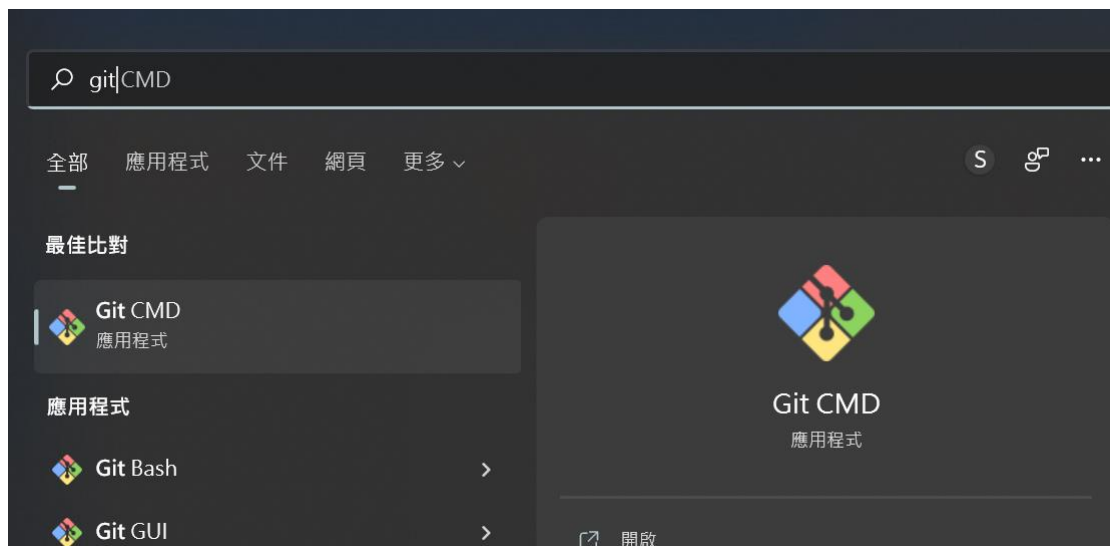 git CMD
全部 應用程式 文件 網頁 更多
S
最佳比對
Git CMD
應用程式
應用程式
Git Bash
Git GUI
Git CMD
應用程式
開啟